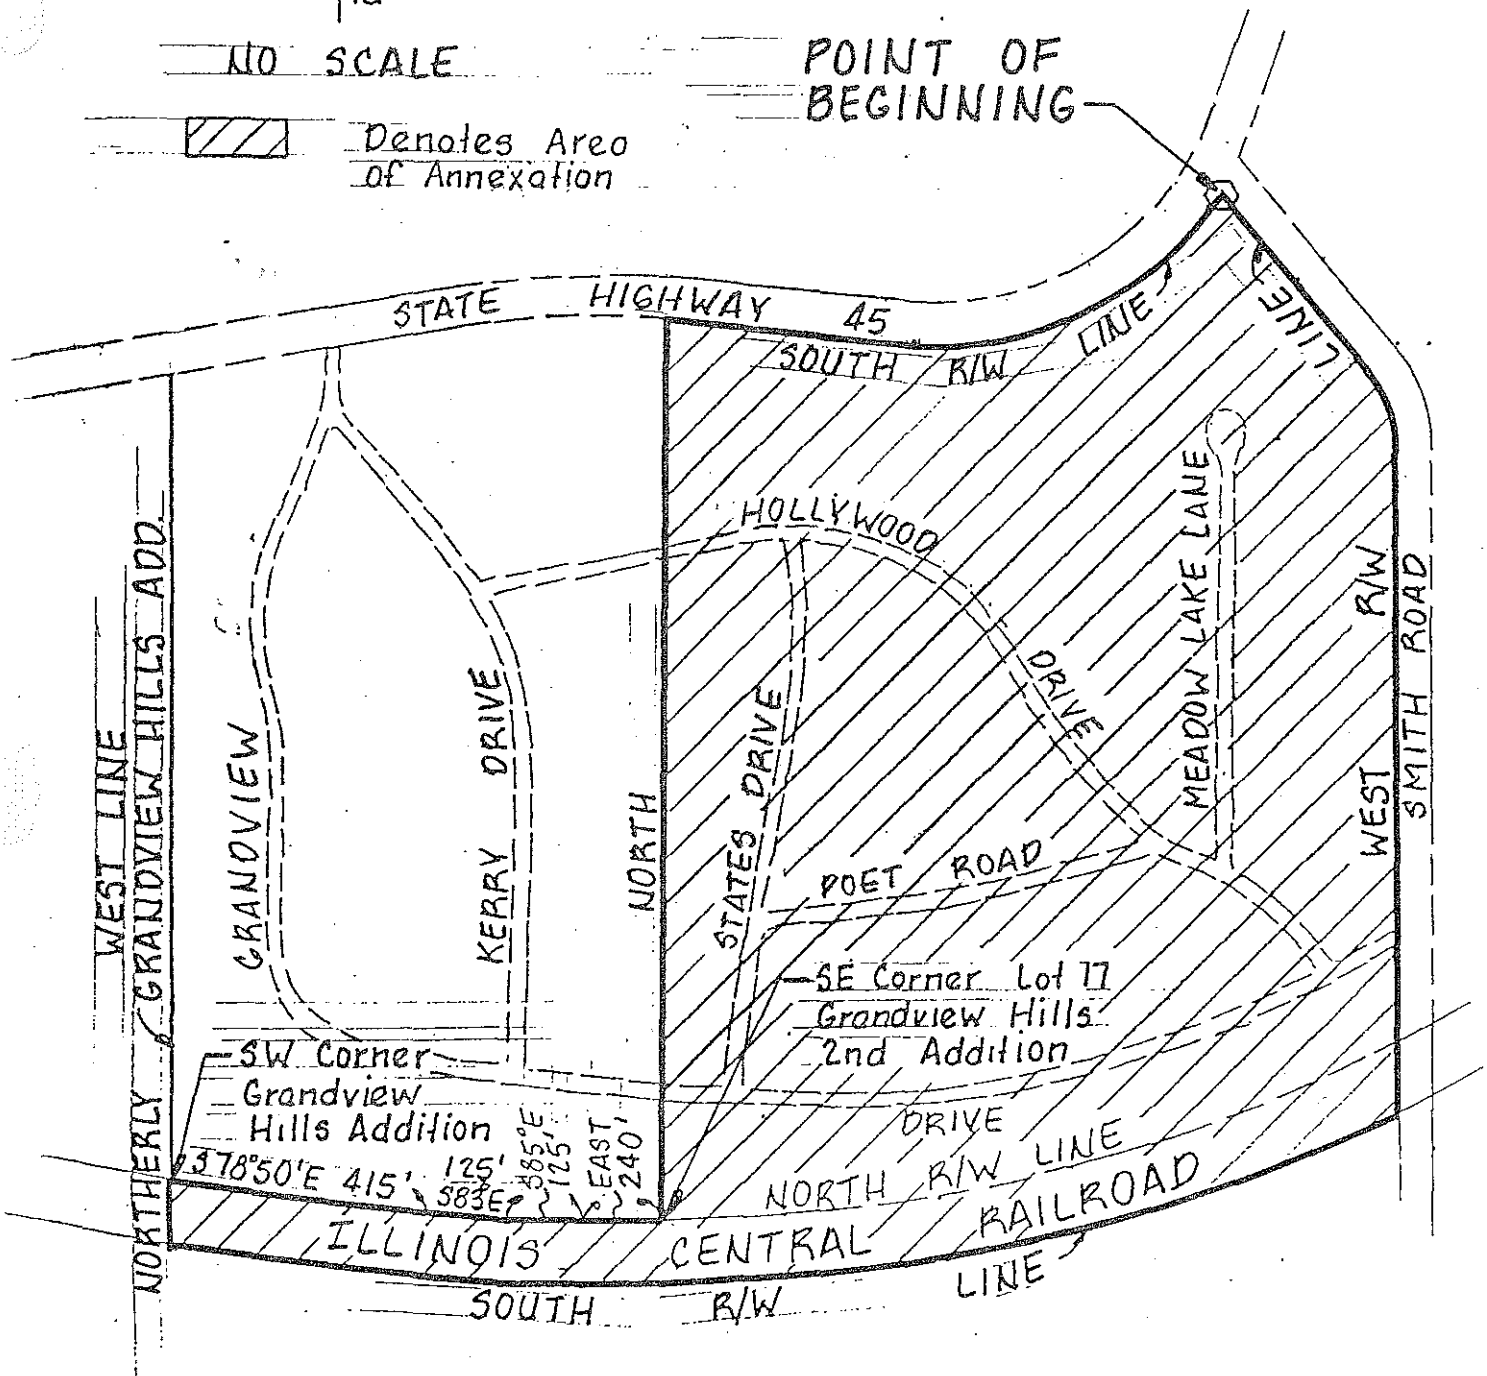 NO SCALE
POINT OF
BEGINNING
Denotes Area
of Annexation
STATE HIGHWAY 45
SOUTH R/W LINE
LINE
HOLLYWOOD DRIVE
MEADOW LAKE LANE
WEST R/W
SMITH ROAD
WEST LINE
GRANDVIEW HILLS ADD.
NORTHERLY
GRANDVIEW
KERRY DRIVE
NORTH
STATES DRIVE
POET ROAD
SE Corner Lot 77
Grandview Hills
2nd Addition
SW Corner
Grandview
Hills Addition
DRIVE
S78°50'E 415'
125'
S83E
S85°E
125'
EAST
240'
NORTH R/W LINE
ILLINOIS CENTRAL RAILROAD
SOUTH R/W LINE